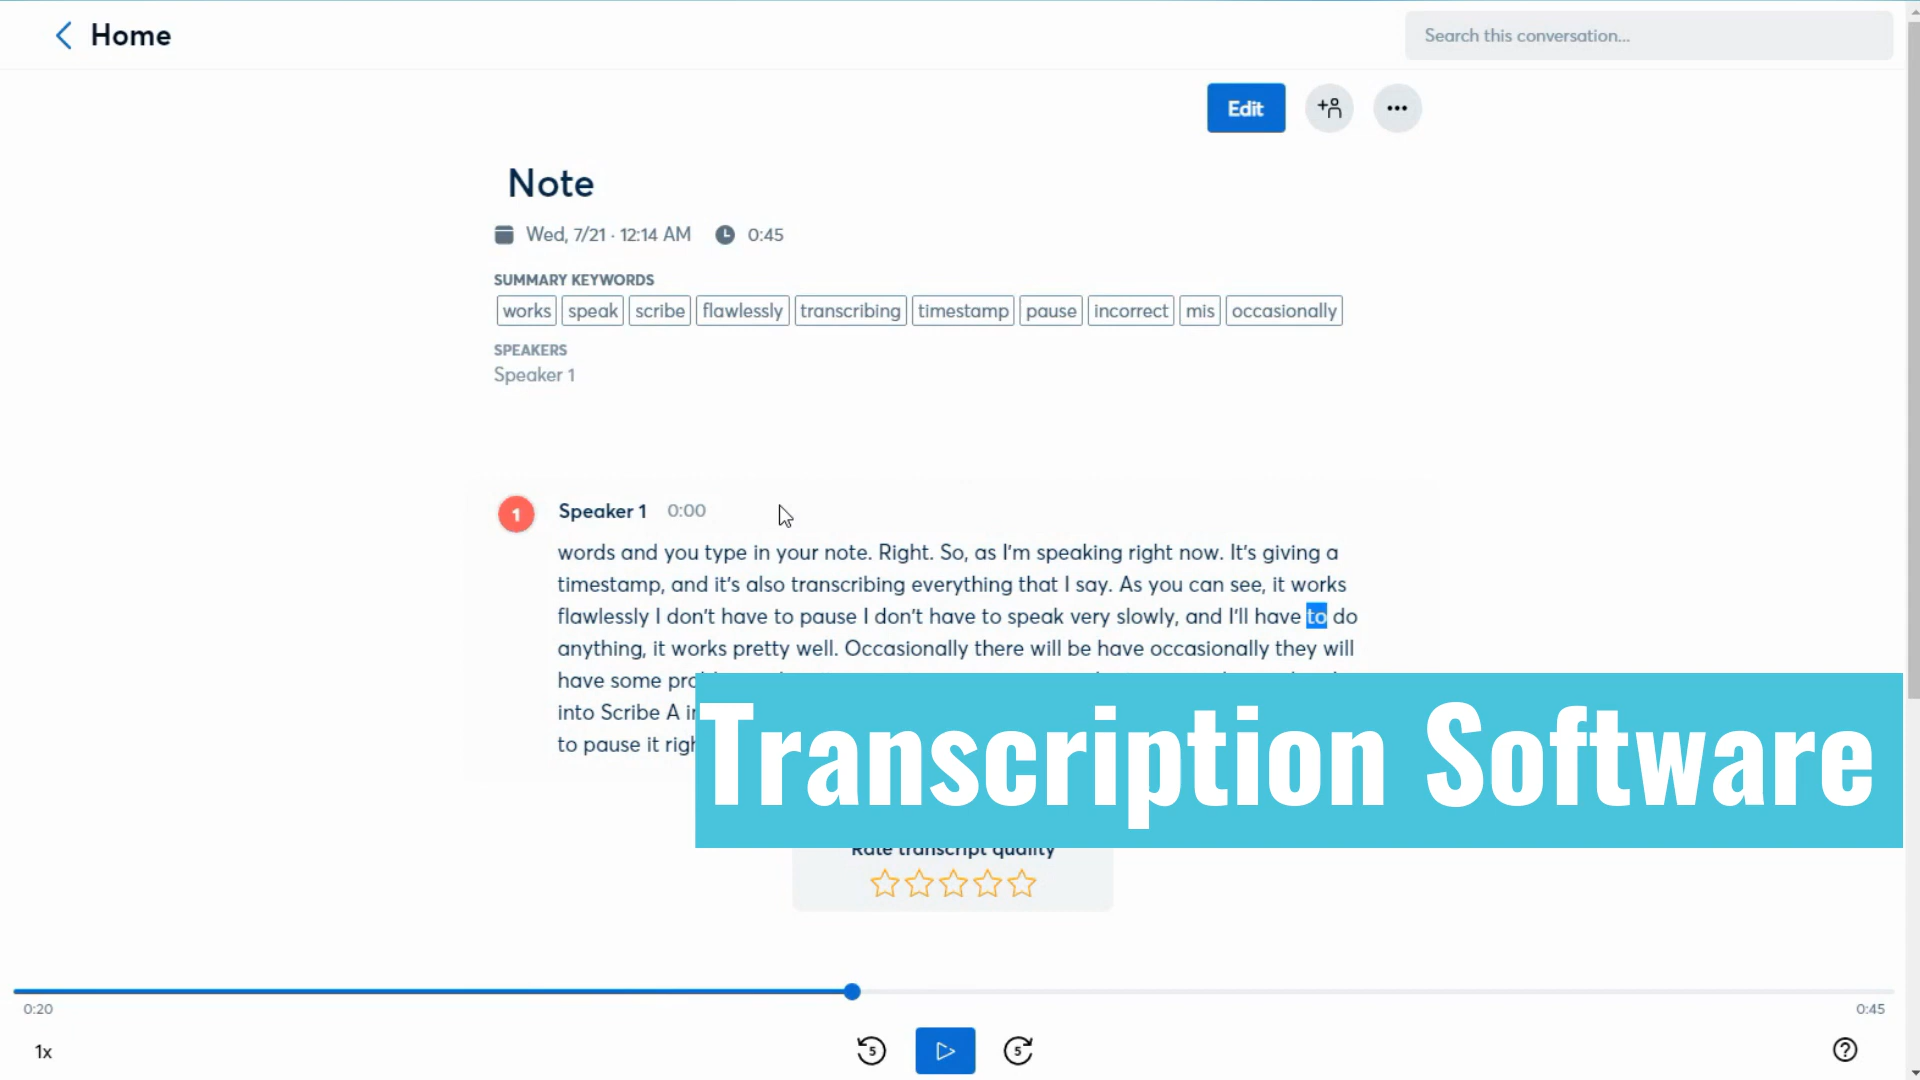 Home
Search this conversation...
Edit
Note
Wed, 7/21 · 12:14 AM 0:45
SUMMARY KEYWORDS
works speak scribe flawlessly transcribing timestamp pause incorrect mis occasionally
SPEAKERS
Speaker 1
1 Speaker 1 0:00
words and you type in your note. Right. So, as I'm speaking right now. It's giving a
timestamp, and it's also transcribing everything that I say. As you can see, it works
flawlessly I don't have to pause I don't have to speak very slowly, and I'll have to do
anything, it works pretty well. Occasionally there will be have occasionally they will
have some
into Scribe A
to pause it
Transcription Software
Rate transcript quality
0:20 0:45
1x 5 5